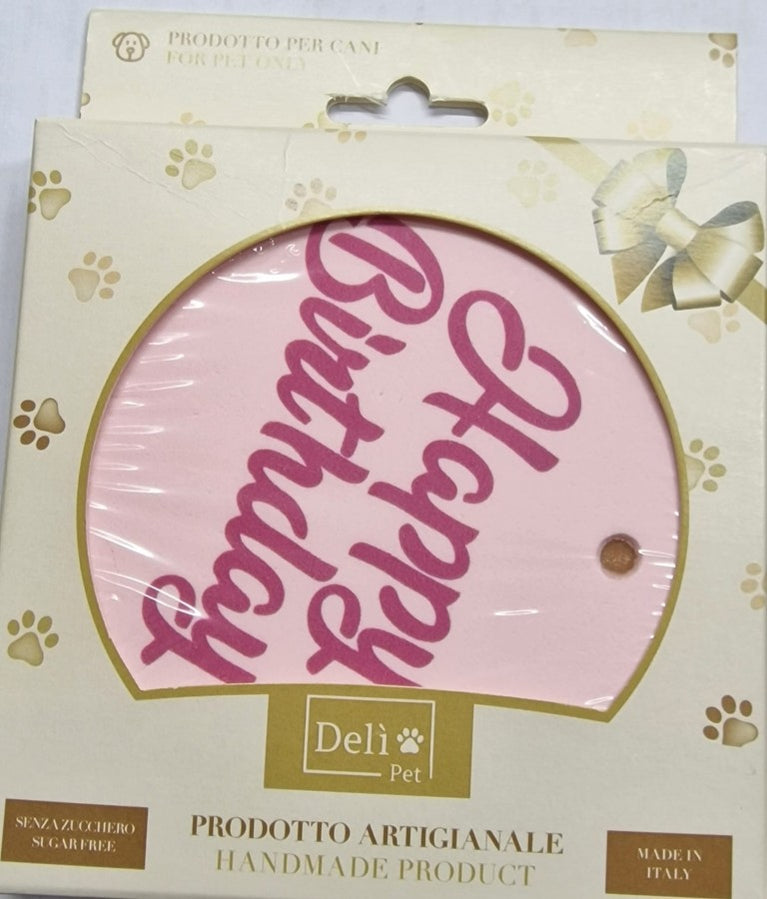 PRODOTTO PER CANI
FOR PET ONLY
Happy
Birthday
Delì
Pet
SENZA ZUCCHERO
SUGAR FREE
PRODOTTO ARTIGIANALE
HANDMADE PRODUCT
MADE IN
ITALY